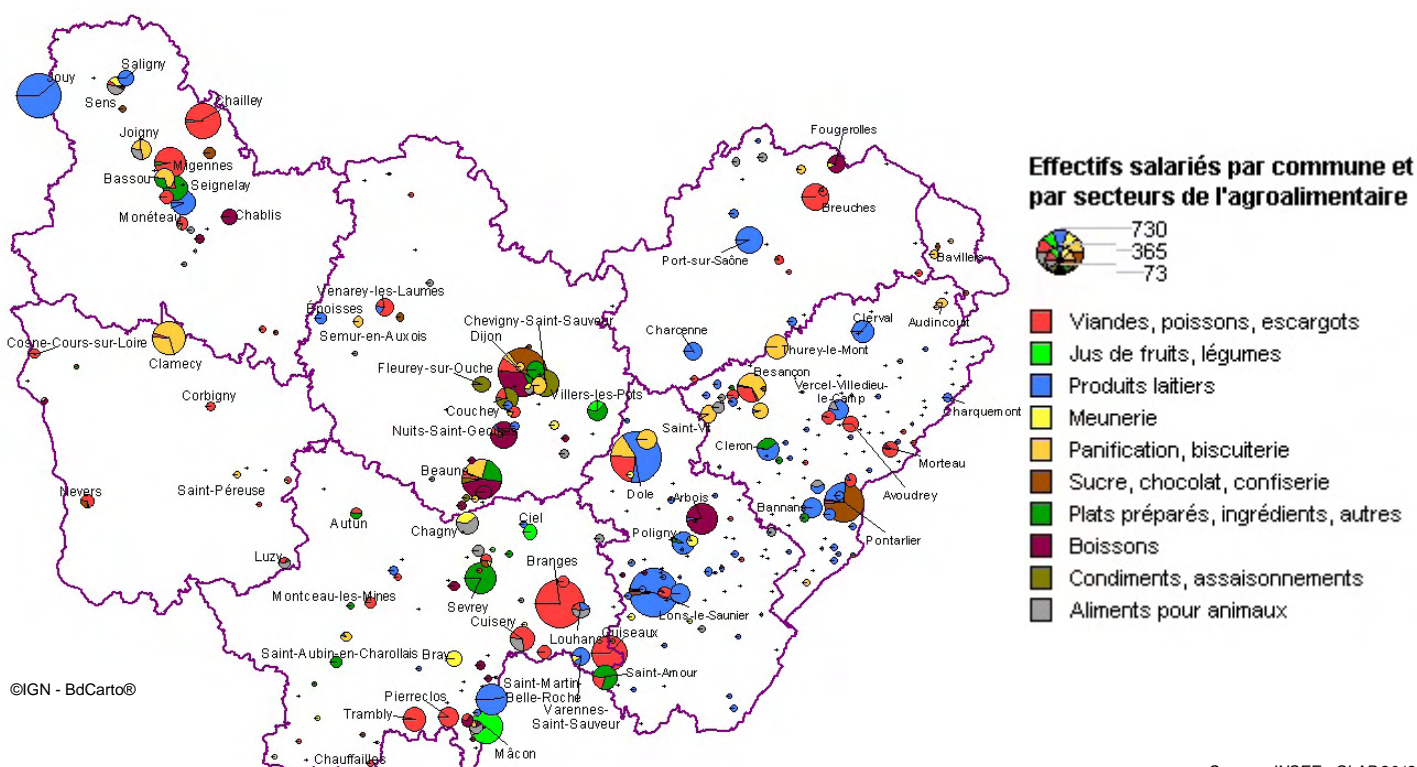 Saligny
Jouy
Sens
Chailley
Joigny
Migennes
Bassou
Seignelay
Monéteau
Chablis
Fougerolles
Breuches
Port-sur-Saône
Bavilliers
Venarey-les-Laumes
Époisses
Semur-en-Auxois
Chevigny-Saint-Sauveur
Dijon
Charcenne
Clerval
Audincourt
Cosne-Cours-sur-Loire
Clamecy
Thurey-le-Mont
Fleurey-sur-Ouche
Besançon
Vercel-Villedieu-
le-Camp
Villers-les-Pots
Charquemont
Corbigny
Couchey
Nuits-Saint-Georges
Saint-Vit
Cleron
Morteau
Avoudrey
Beaune
Dole
Saint-Péreuse
Nevers
Autun
Chagny
Ciel
Arbois
Bannans
Poligny
Pontarlier
Luzy
Branges
Montceau-les-Mines
Sevrey
Lons-le-Saunier
Cuisery
Louhans
Cuiseaux
Saint-Aubin-en-Charollais
Bray
Saint-Amour
Saint-Martin
Belle-Roche
Varennes-
Saint-Sauveur
Pierreclos
Trambly
Mâcon
Chauffailles
©IGN - BdCarto®
Effectifs salariés par commune et
par secteurs de l'agroalimentaire
730
365
73
Viandes, poissons, escargots
Jus de fruits, légumes
Produits laitiers
Meunerie
Panification, biscuiterie
Sucre, chocolat, confiserie
Plats préparés, ingrédients, autres
Boissons
Condiments, assaisonnements
Aliments pour animaux